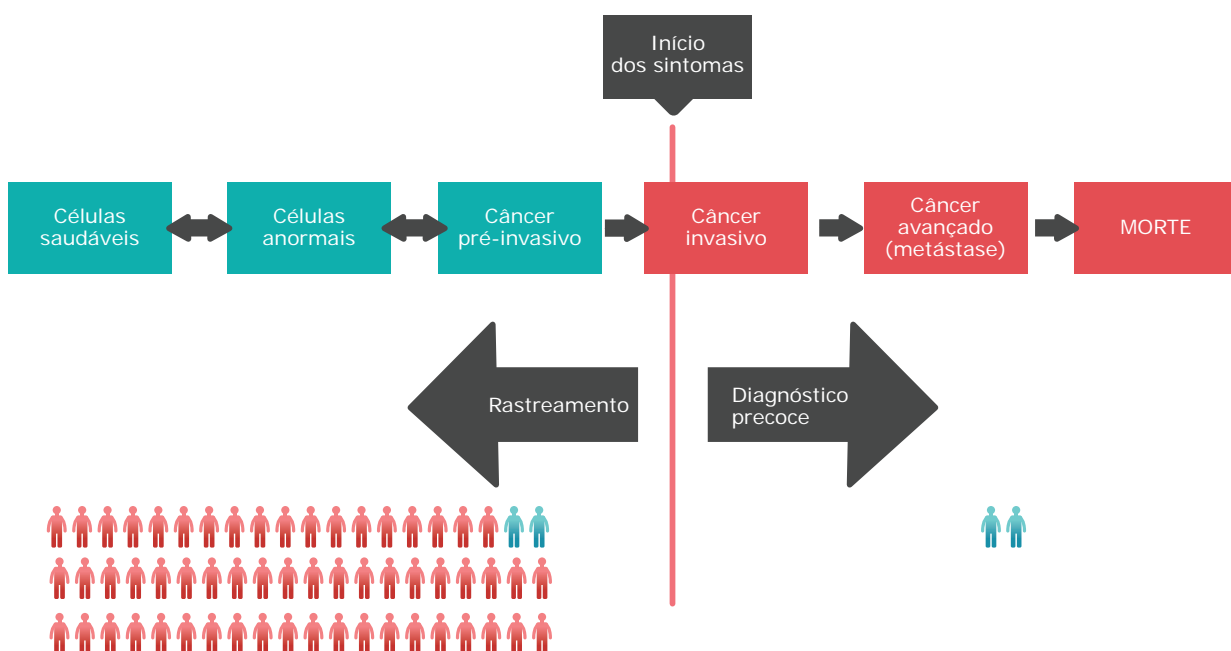 Início
dos sintomas
Células
saudáveis
Células
anormais
Câncer
pré-invasivo
Câncer
invasivo
Câncer
avançado
(metástase)
MORTE
Rastreamento
Diagnóstico
precoce